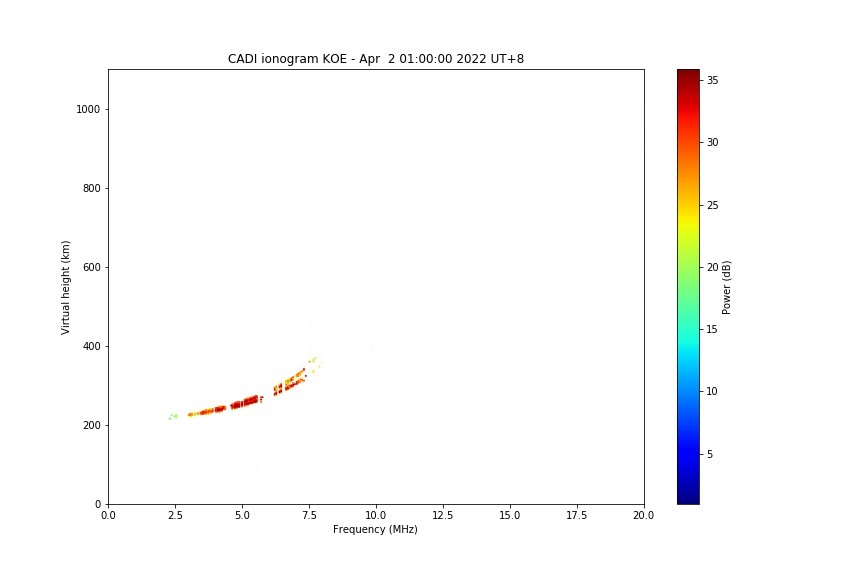 CADI ionogram KOE - Apr  2 01:00:00 2022 UT+8
Virtual height (km)
1000
800
600
400
200
0
0.0 2.5 5.0 7.5 10.0 12.5 15.0 17.5 20.0
Frequency (MHz)
35
30
25
20
15
10
5
Power (dB)